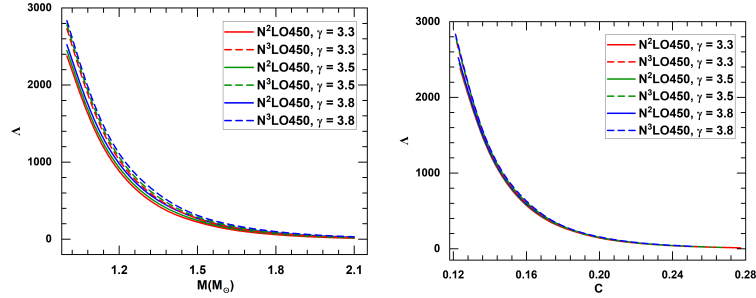 3000
2000
1000
0
Λ
1.2
1.5
1.8
2.1
M(M⊙)
N²LO450, γ = 3.3
N³LO450, γ = 3.3
N²LO450, γ = 3.5
N³LO450, γ = 3.5
N²LO450, γ = 3.8
N³LO450, γ = 3.8
3000
2000
1000
0
Λ
0.12
0.16
0.20
0.24
0.28
C
N²LO450, γ = 3.3
N³LO450, γ = 3.3
N²LO450, γ = 3.5
N³LO450, γ = 3.5
N²LO450, γ = 3.8
N³LO450, γ = 3.8